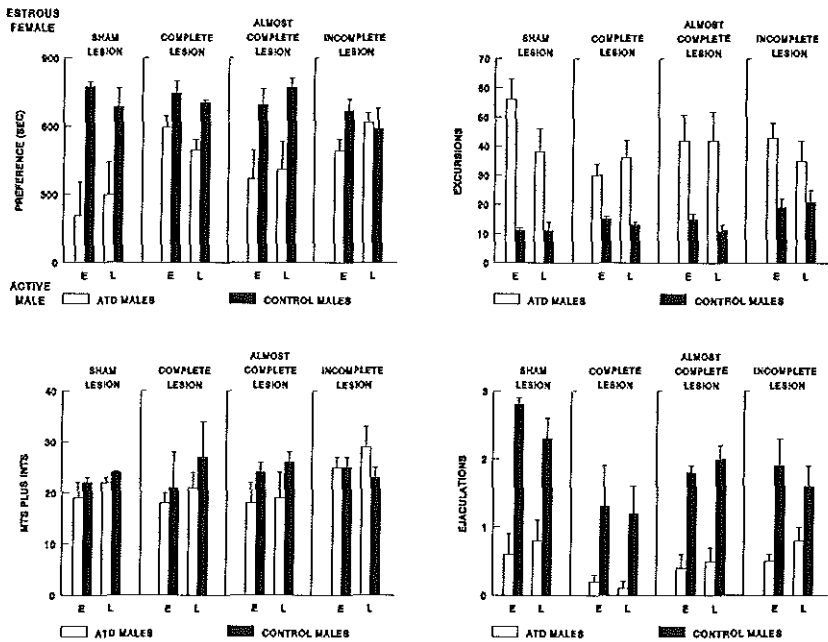 ESTROUS
FEMALE
SHAM
LESION
COMPLETE
LESION
ALMOST
COMPLETE
LESION
INCOMPLETE
LESION
PREFERENCE (SEC)
900
600
300
0
E L E L E L E L
ACTIVE
MALE
ATD MALES CONTROL MALES
SHAM
LESION
COMPLETE
LESION
ALMOST
COMPLETE
LESION
INCOMPLETE
LESION
EXCURSIONS
70
60
50
40
30
20
10
0
E L E L E L E L
ATD MALES CONTROL MALES
SHAM
LESION
COMPLETE
LESION
ALMOST
COMPLETE
LESION
INCOMPLETE
LESION
MTS PLUS INTS
40
30
20
10
0
E L E L E L E L
ATD MALES CONTROL MALES
SHAM
LESION
COMPLETE
LESION
ALMOST
COMPLETE
LESION
INCOMPLETE
LESION
EJACULATIONS
3
2
1
0
E L E L E L E L
ATD MALES CONTROL MALES